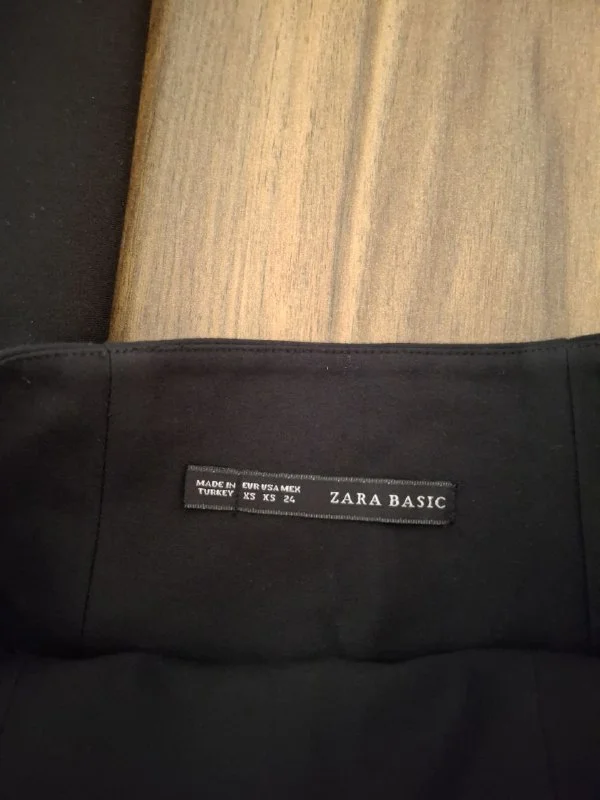 MADE IN
TURKEY
EUR USA MEX
XS XS 24
ZARA BASIC